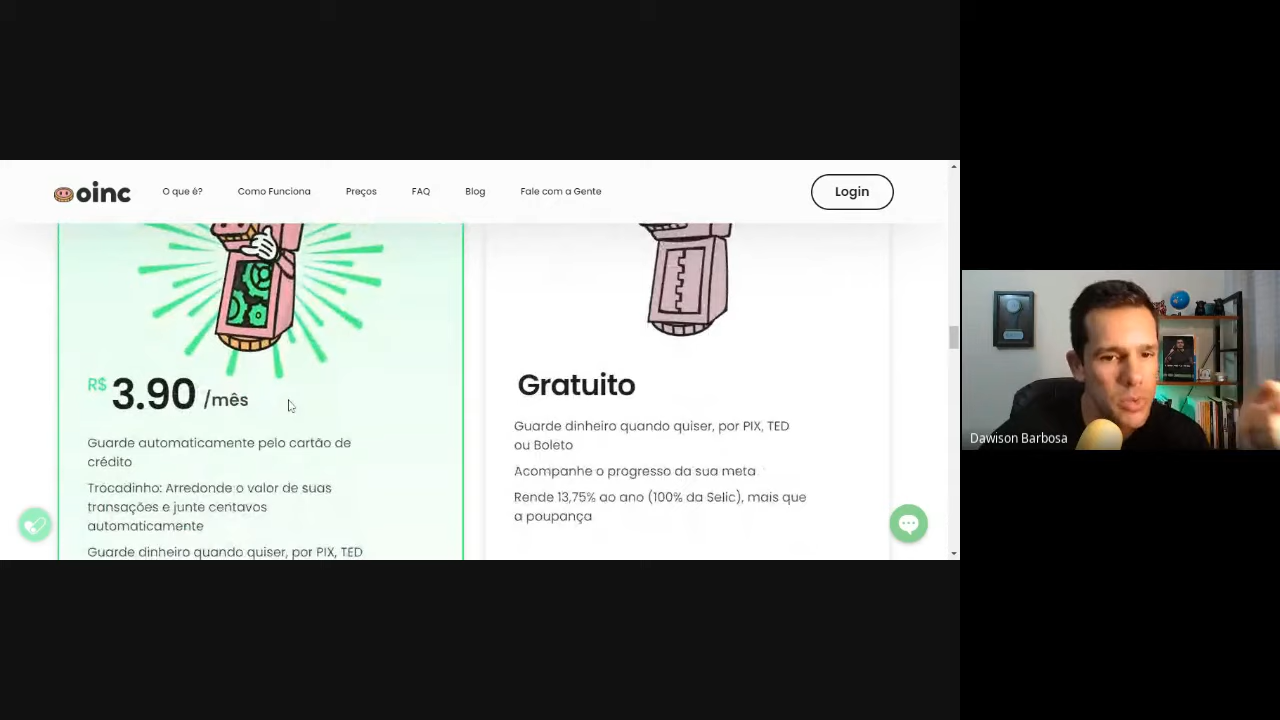 oinc
O que é?
Como Funciona
Preços
FAQ
Blog
Fale com a Gente
Login
R$ 3.90 /mês
Guarde automaticamente pelo cartão de
crédito
Trocadinho: Arredonde o valor de suas
transações e junte centavos
automaticamente
Guarde dinheiro quando quiser, por PIX, TED
Gratuito
Guarde dinheiro quando quiser, por PIX, TED
ou Boleto
Acompanhe o progresso da sua meta
Rende 13,75% ao ano (100% da Selic), mais que
a poupança
Dawison Barbosa